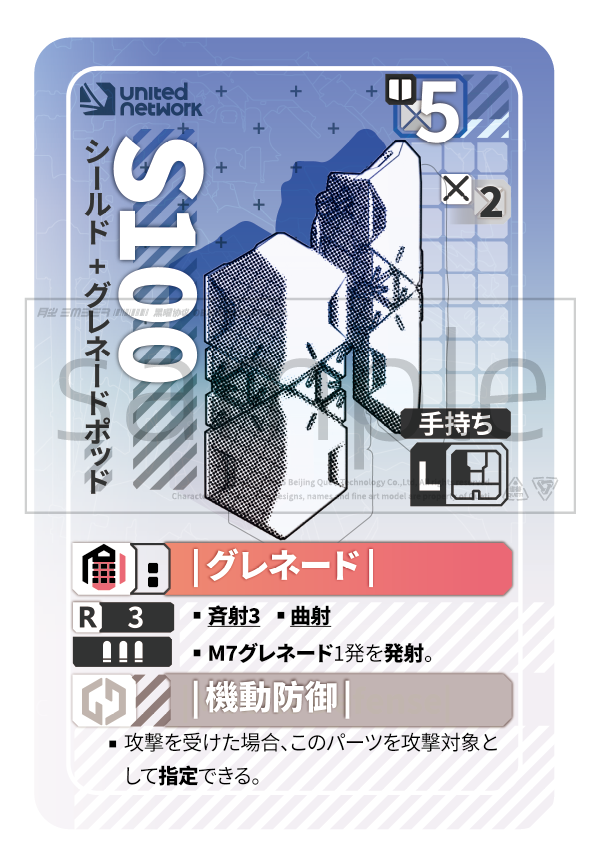 UNITED
NETWORK
5
2
シールド + グレネードポッド
S100
sample
手持ち
L
|グレネード|
R 3
▪ 斉射3 ▪ 曲射
▪ M7グレネード1発を発射。
|機動防御|
▪ 攻撃を受けた場合、このパーツを攻撃対象と
して指定できる。